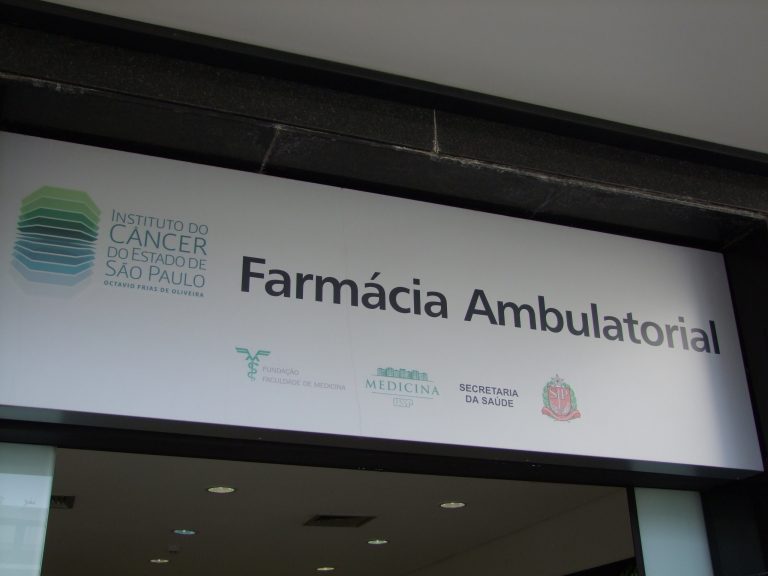 INSTITUTO DO
CÂNCER
DO ESTADO DE
SÃO PAULO
OCTAVIO FRIAS DE OLIVEIRA
Farmácia Ambulatorial
FUNDAÇÃO
FACULDADE DE MEDICINA
MEDICINA
USP
SECRETARIA
DA SAÚDE